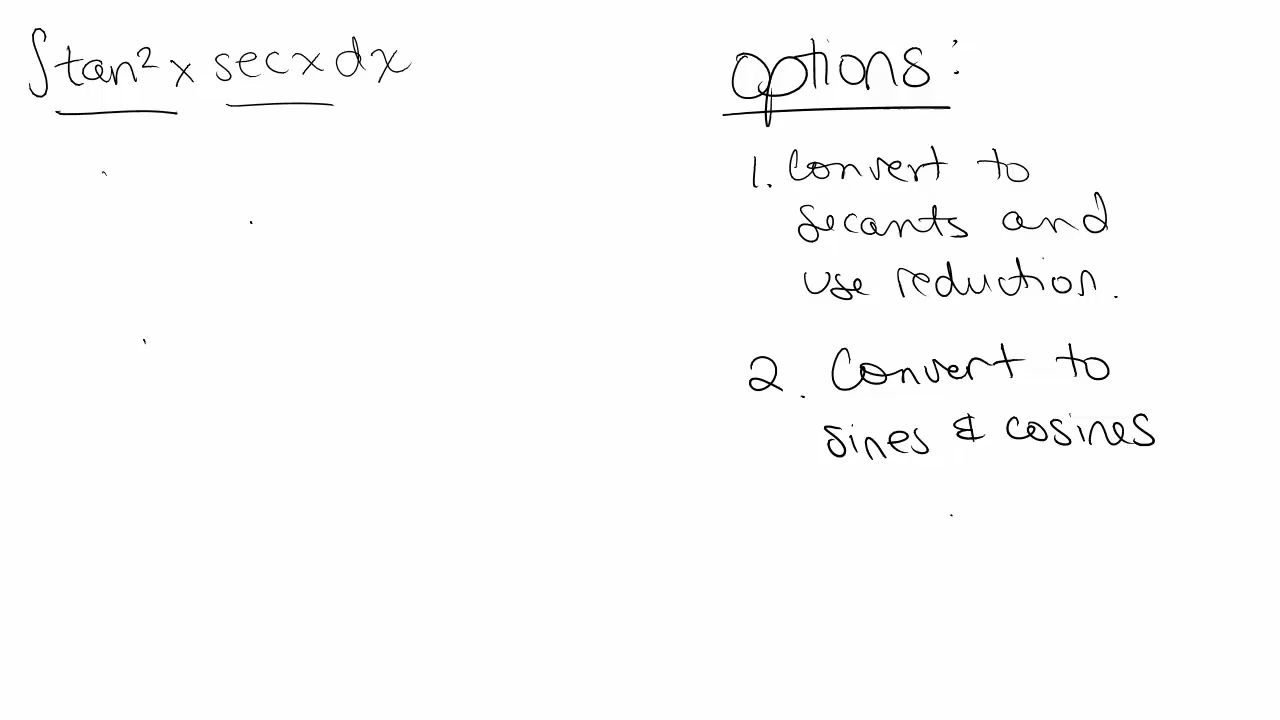 ∫tan²x secx dx
options:
1. Convert to
secants and
use reduction.
2. Convert to
sines & cosines